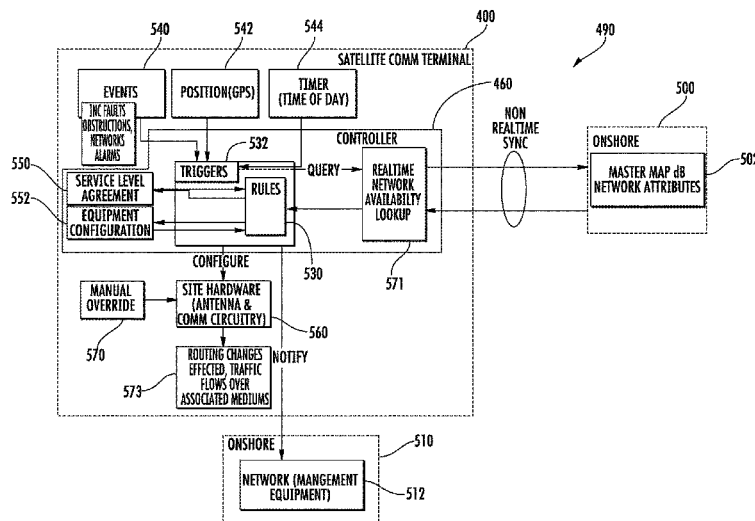 540
542
544
400
490
SATELLITE COMM TERMINAL
EVENTS
INC FAULTS
OBSTRUCTIONS,
NETWORKS
ALARMS
POSITION(GPS)
TIMER
(TIME OF DAY)
460
500
CONTROLLER
NON
REALTIME
SYNC
ONSHORE
MASTER MAP dB
NETWORK ATTRIBUTES
502
532
TRIGGERS
QUERY
550
SERVICE LEVEL
AGREEMENT
RULES
REALTIME
NETWORK
AVAILABILTY
LOOKUP
552
EQUIPMENT
CONFIGURATION
530
571
CONFIGURE
MANUAL
OVERRIDE
570
SITE HARDWARE
(ANTENNA &
COMM CIRCUITRY)
560
573
ROUTING CHANGES
EFFECTED, TRAFFIC
FLOWS OVER
ASSOCIATED MEDIUMS
NOTIFY
510
ONSHORE
NETWORK (MANGEMENT
EQUIPMENT)
512